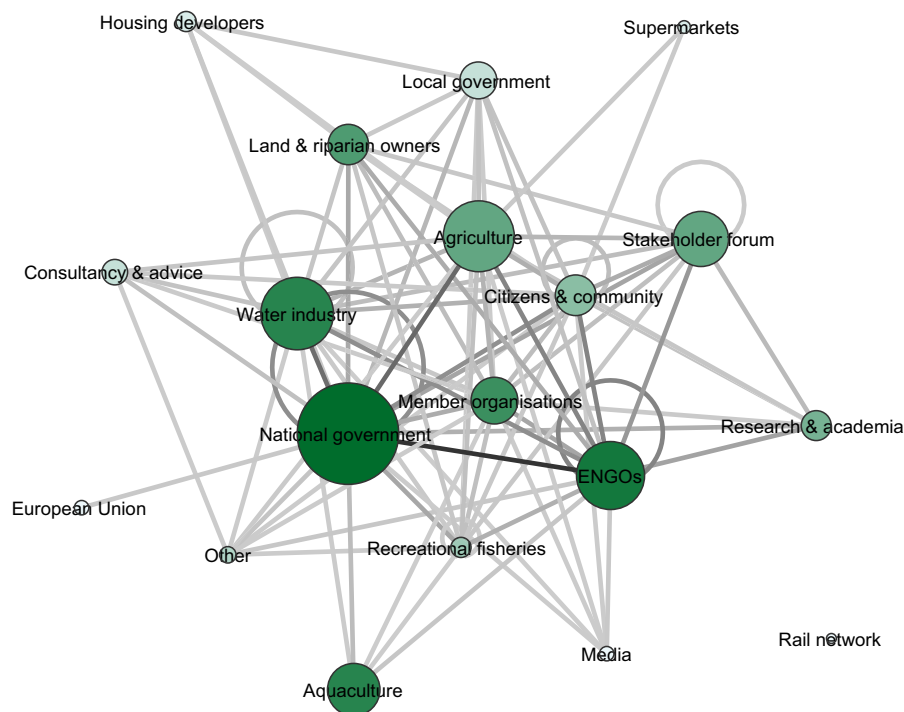 Housing developers
Supermarkets
Local government
Land & riparian owners
Agriculture
Stakeholder forum
Consultancy & advice
Citizens & community
Water industry
Member organisations
National government
Research & academia
ENGOs
European Union
Other
Recreational fisheries
Rail network
Media
Aquaculture